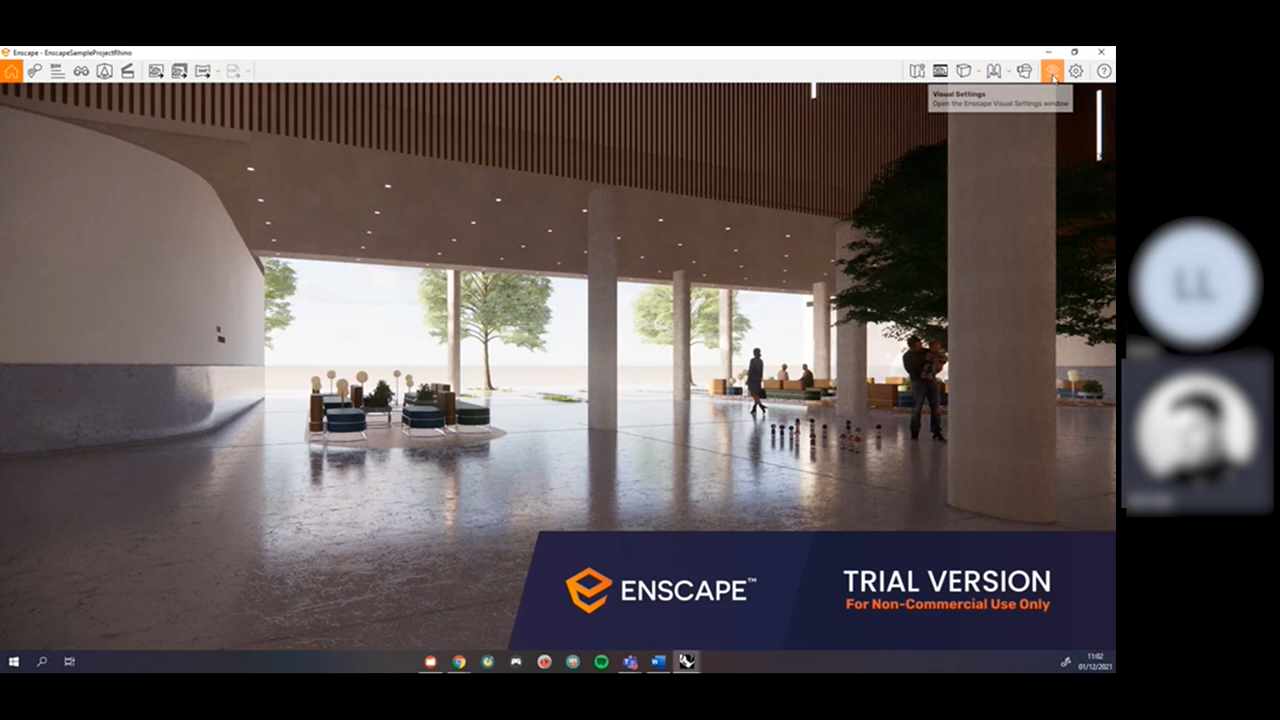 Enscape - EnscapeSampleProjectRhino
Visual Settings
Open the Enscape Visual Settings window
ENSCAPE™
TRIAL VERSION
For Non-Commercial Use Only
LL
11:02
01/12/2021